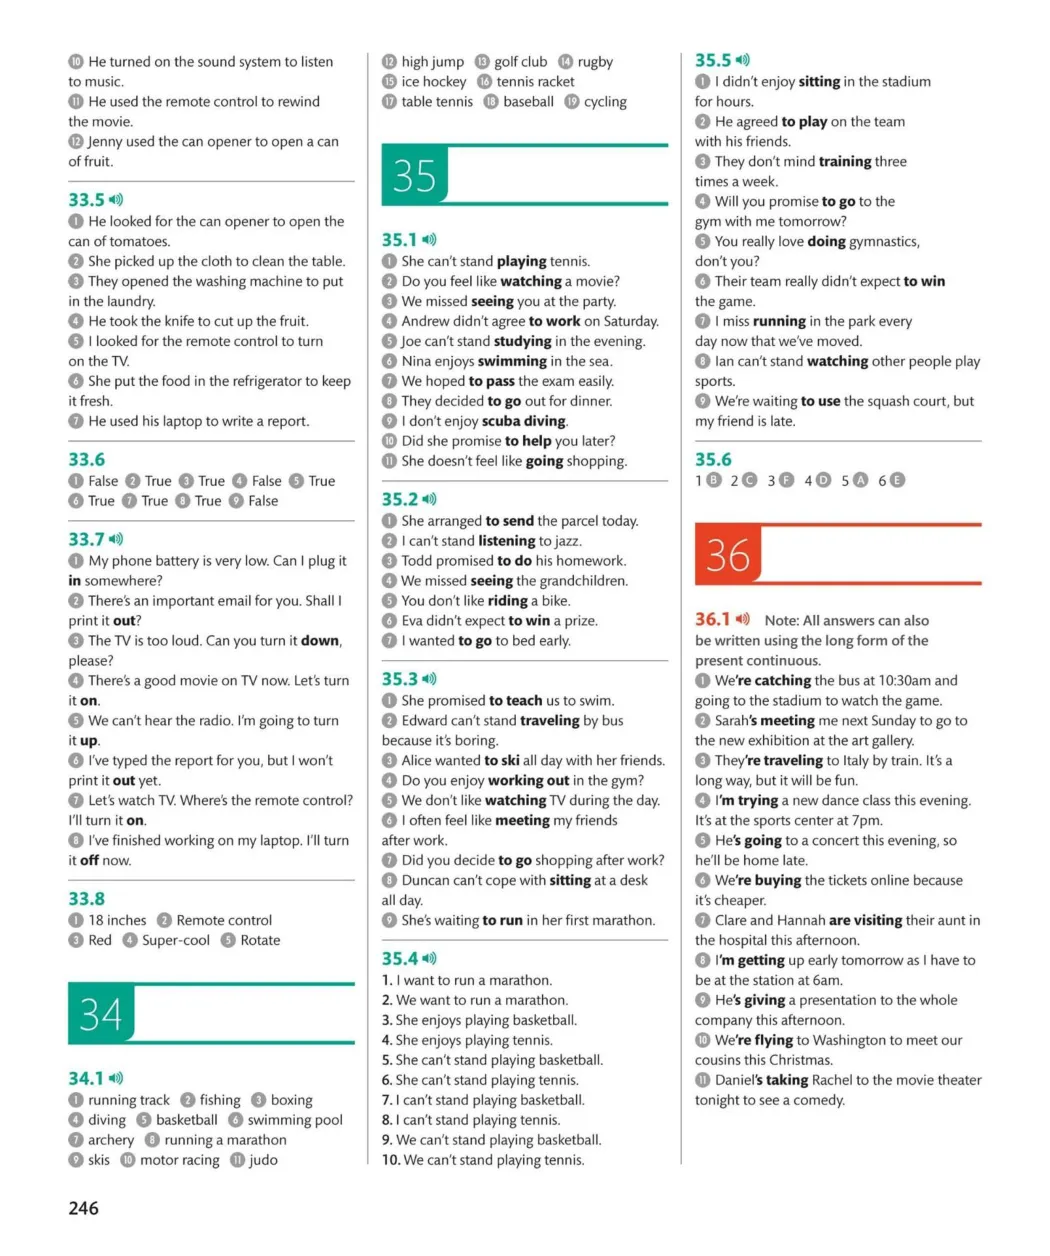 10 He turned on the sound system to listen
to music.
11 He used the remote control to rewind
the movie.
12 Jenny used the can opener to open a can
of fruit.
33.5
1 He looked for the can opener to open the
can of tomatoes.
2 She picked up the cloth to clean the table.
3 They opened the washing machine to put
in the laundry.
4 He took the knife to cut up the fruit.
5 I looked for the remote control to turn
on the TV.
6 She put the food in the refrigerator to keep
it fresh.
7 He used his laptop to write a report.
33.6
1 False 2 True 3 True 4 False 5 True
6 True 7 True 8 True 9 False
33.7
1 My phone battery is very low. Can I plug it
in somewhere?
2 There's an important email for you. Shall I
print it out?
3 The TV is too loud. Can you turn it down,
please?
4 There's a good movie on TV now. Let's turn
it on.
5 We can't hear the radio. I'm going to turn
it up.
6 I've typed the report for you, but I won't
print it out yet.
7 Let's watch TV. Where's the remote control?
I'll turn it on.
8 I've finished working on my laptop. I'll turn
it off now.
33.8
1 18 inches 2 Remote control
3 Red 4 Super-cool 5 Rotate
34
34.1
1 running track 2 fishing 3 boxing
4 diving 5 basketball 6 swimming pool
7 archery 8 running a marathon
9 skis 10 motor racing 11 judo
12 high jump 13 golf club 14 rugby
15 ice hockey 16 tennis racket
17 table tennis 18 baseball 19 cycling
35
35.1
1 She can't stand playing tennis.
2 Do you feel like watching a movie?
3 We missed seeing you at the party.
4 Andrew didn't agree to work on Saturday.
5 Joe can't stand studying in the evening.
6 Nina enjoys swimming in the sea.
7 We hoped to pass the exam easily.
8 They decided to go out for dinner.
9 I don't enjoy scuba diving.
10 Did she promise to help you later?
11 She doesn't feel like going shopping.
35.2
1 She arranged to send the parcel today.
2 I can't stand listening to jazz.
3 Todd promised to do his homework.
4 We missed seeing the grandchildren.
5 You don't like riding a bike.
6 Eva didn't expect to win a prize.
7 I wanted to go to bed early.
35.3
1 She promised to teach us to swim.
2 Edward can't stand traveling by bus
because it's boring.
3 Alice wanted to ski all day with her friends.
4 Do you enjoy working out in the gym?
5 We don't like watching TV during the day.
6 I often feel like meeting my friends
after work.
7 Did you decide to go shopping after work?
8 Duncan can't cope with sitting at a desk
all day.
9 She's waiting to run in her first marathon.
35.4
1. I want to run a marathon.
2. We want to run a marathon.
3. She enjoys playing basketball.
4. She enjoys playing tennis.
5. She can't stand playing basketball.
6. She can't stand playing tennis.
7. I can't stand playing basketball.
8. I can't stand playing tennis.
9. We can't stand playing basketball.
10. We can't stand playing tennis.
35.5
1 I didn't enjoy sitting in the stadium
for hours.
2 He agreed to play on the team
with his friends.
3 They don't mind training three
times a week.
4 Will you promise to go to the
gym with me tomorrow?
5 You really love doing gymnastics,
don't you?
6 Their team really didn't expect to win
the game.
7 I miss running in the park every
day now that we've moved.
8 Ian can't stand watching other people play
sports.
9 We're waiting to use the squash court, but
my friend is late.
35.6
1 B 2 C 3 F 4 D 5 A 6 E
36
36.1 Note: All answers can also
be written using the long form of the
present continuous.
1 We're catching the bus at 10:30am and
going to the stadium to watch the game.
2 Sarah's meeting me next Sunday to go to
the new exhibition at the art gallery.
3 They're traveling to Italy by train. It's a
long way, but it will be fun.
4 I'm trying a new dance class this evening.
It's at the sports center at 7pm.
5 He's going to a concert this evening, so
he'll be home late.
6 We're buying the tickets online because
it's cheaper.
7 Clare and Hannah are visiting their aunt in
the hospital this afternoon.
8 I'm getting up early tomorrow as I have to
be at the station at 6am.
9 He's giving a presentation to the whole
company this afternoon.
10 We're flying to Washington to meet our
cousins this Christmas.
11 Daniel's taking Rachel to the movie theater
tonight to see a comedy.
246